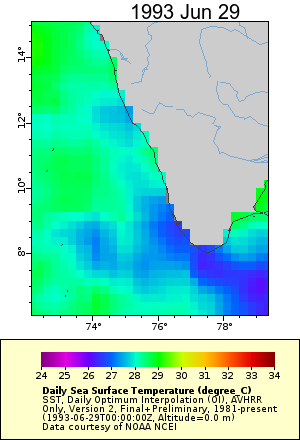 1993 Jun 29
14°
12°
10°
8°
74°
76°
78°
24 25 26 27 28 29 30 31 32 33 34
Daily Sea Surface Temperature (degree_C)
SST, Daily Optimum Interpolation (OI), AVHRR
Only, Version 2, Final+Preliminary, 1981-present
(1993-06-29T00:00:00Z, Altitude=0.0 m)
Data courtesy of NOAA NCEI